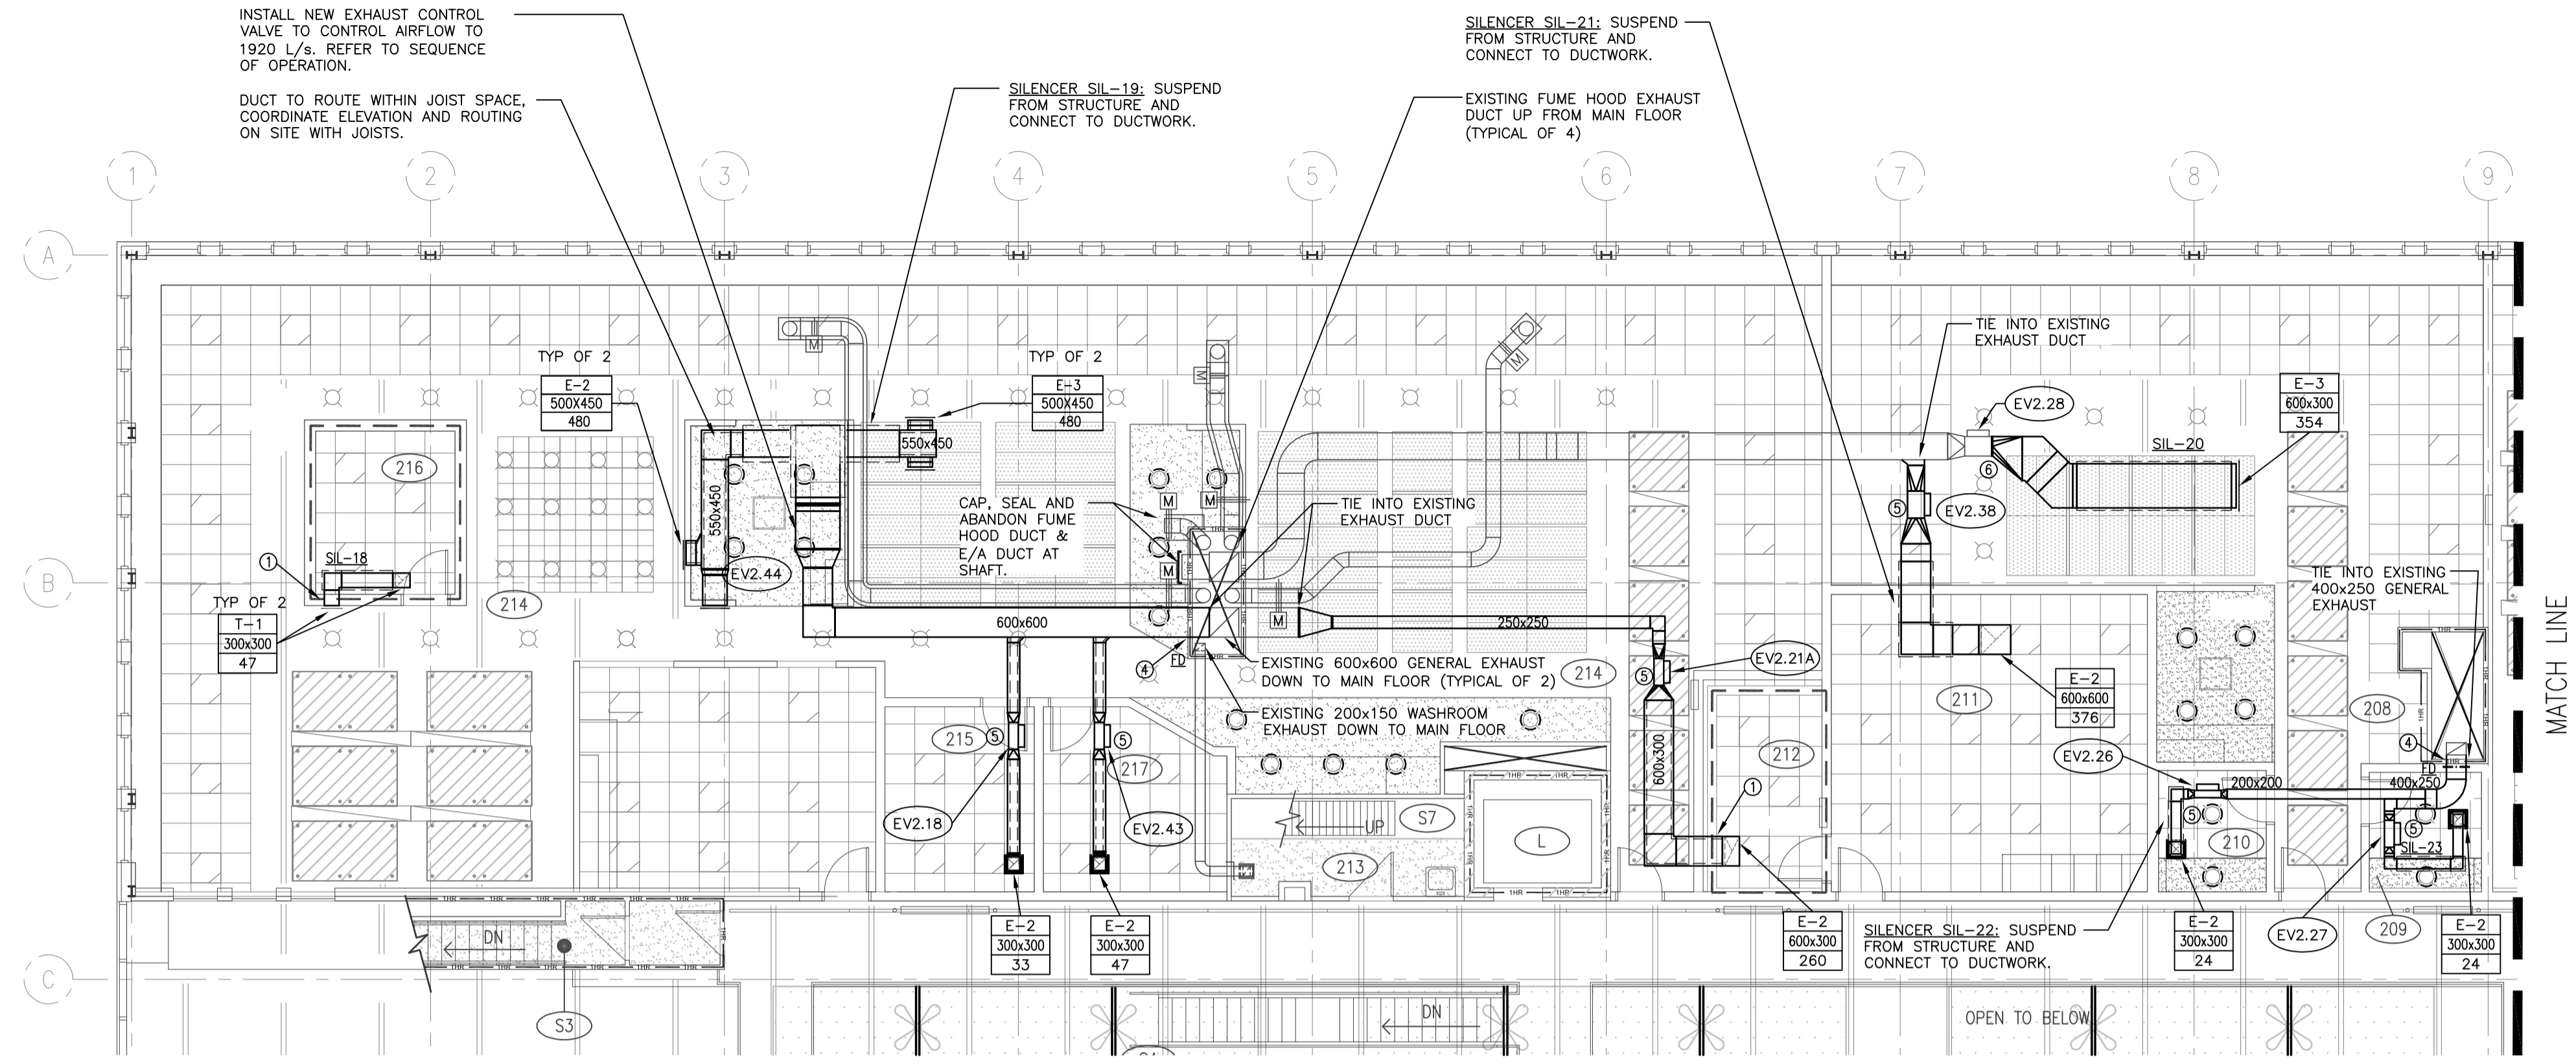 INSTALL NEW EXHAUST CONTROL
VALVE TO CONTROL AIRFLOW TO
1920 L/s. REFER TO SEQUENCE
OF OPERATION.
DUCT TO ROUTE WITHIN JOIST SPACE,
COORDINATE ELEVATION AND ROUTING
ON SITE WITH JOISTS.
SILENCER SIL-19: SUSPEND
FROM STRUCTURE AND
CONNECT TO DUCTWORK.
SILENCER SIL-21: SUSPEND
FROM STRUCTURE AND
CONNECT TO DUCTWORK.
EXISTING FUME HOOD EXHAUST
DUCT UP FROM MAIN FLOOR
(TYPICAL OF 4)
1
2
3
4
5
6
7
8
9
A
TIE INTO EXISTING
EXHAUST DUCT
M
M
M
TYP OF 2
E-2
500X450
480
TYP OF 2
E-3
500X450
480
EV2.28
E-3
600x300
354
550x450
SIL-20
216
6
550x450
CAP, SEAL AND
ABANDON FUME
HOOD DUCT &
E/A DUCT AT
SHAFT.
M
M
TIE INTO EXISTING
EXHAUST DUCT
5
EV2.38
1HR
SIL-18
1
EV2.44
M
B
TIE INTO EXISTING
400x250 GENERAL
EXHAUST
TYP OF 2
T-1
300x300
47
214
600x600
M
250x250
MATCH LINE
1HR
4
FD
1HR
EXISTING 600x600 GENERAL EXHAUST
DOWN TO MAIN FLOOR (TYPICAL OF 2)
214
5
EV2.21A
E-2
600x600
376
211
208
EXISTING 200x150 WASHROOM
EXHAUST DOWN TO MAIN FLOOR
215
5
5
217
600x300
212
EV2.26
4
1HR
FD
1HR
1
200x200
400x250
EV2.18
EV2.43
UP
S7
L
213
5
210
5
SIL-23
1HR
1HR
DN
1HR
E-2
300x300
33
E-2
300x300
47
E-2
600x300
260
SILENCER SIL-22: SUSPEND
FROM STRUCTURE AND
CONNECT TO DUCTWORK.
E-2
300x300
24
EV2.27
209
E-2
300x300
24
C
S3
DN
OPEN TO BELOW